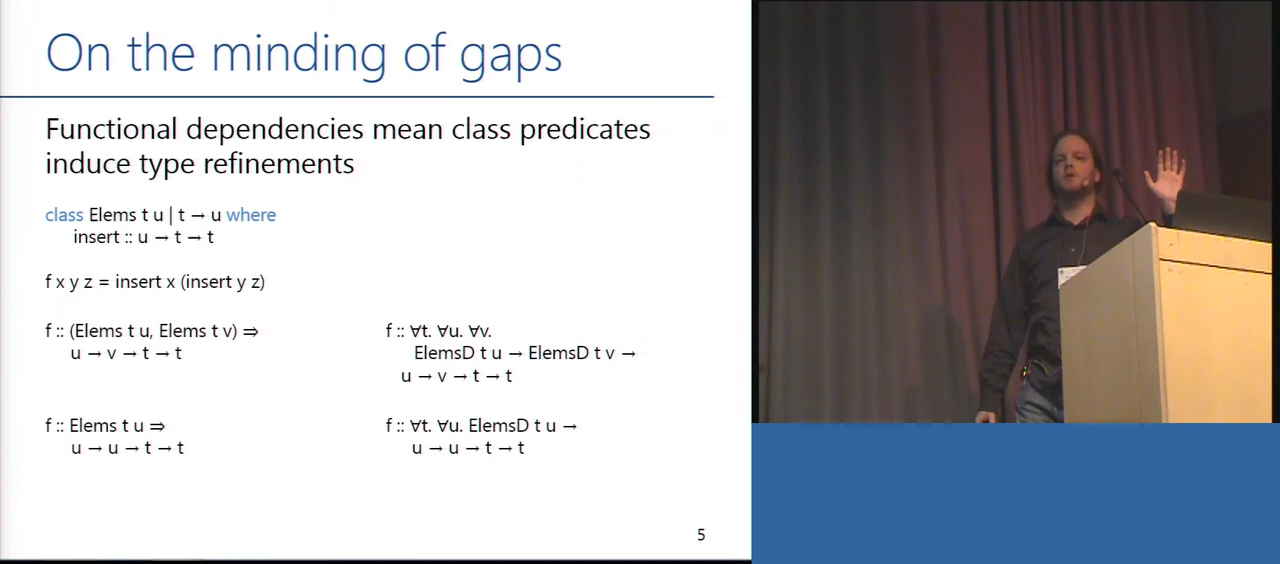 On the minding of gaps
Functional dependencies mean class predicates
induce type refinements
class Elems t u | t → u where
insert :: u → t → t
f x y z = insert x (insert y z)
f :: (Elems t u, Elems t v) ⇒
u → v → t → t
f :: ∀t. ∀u. ∀v.
ElemsD t u → ElemsD t v →
u → v → t → t
f :: Elems t u ⇒
u → u → t → t
f :: ∀t. ∀u. ElemsD t u →
u → u → t → t
5